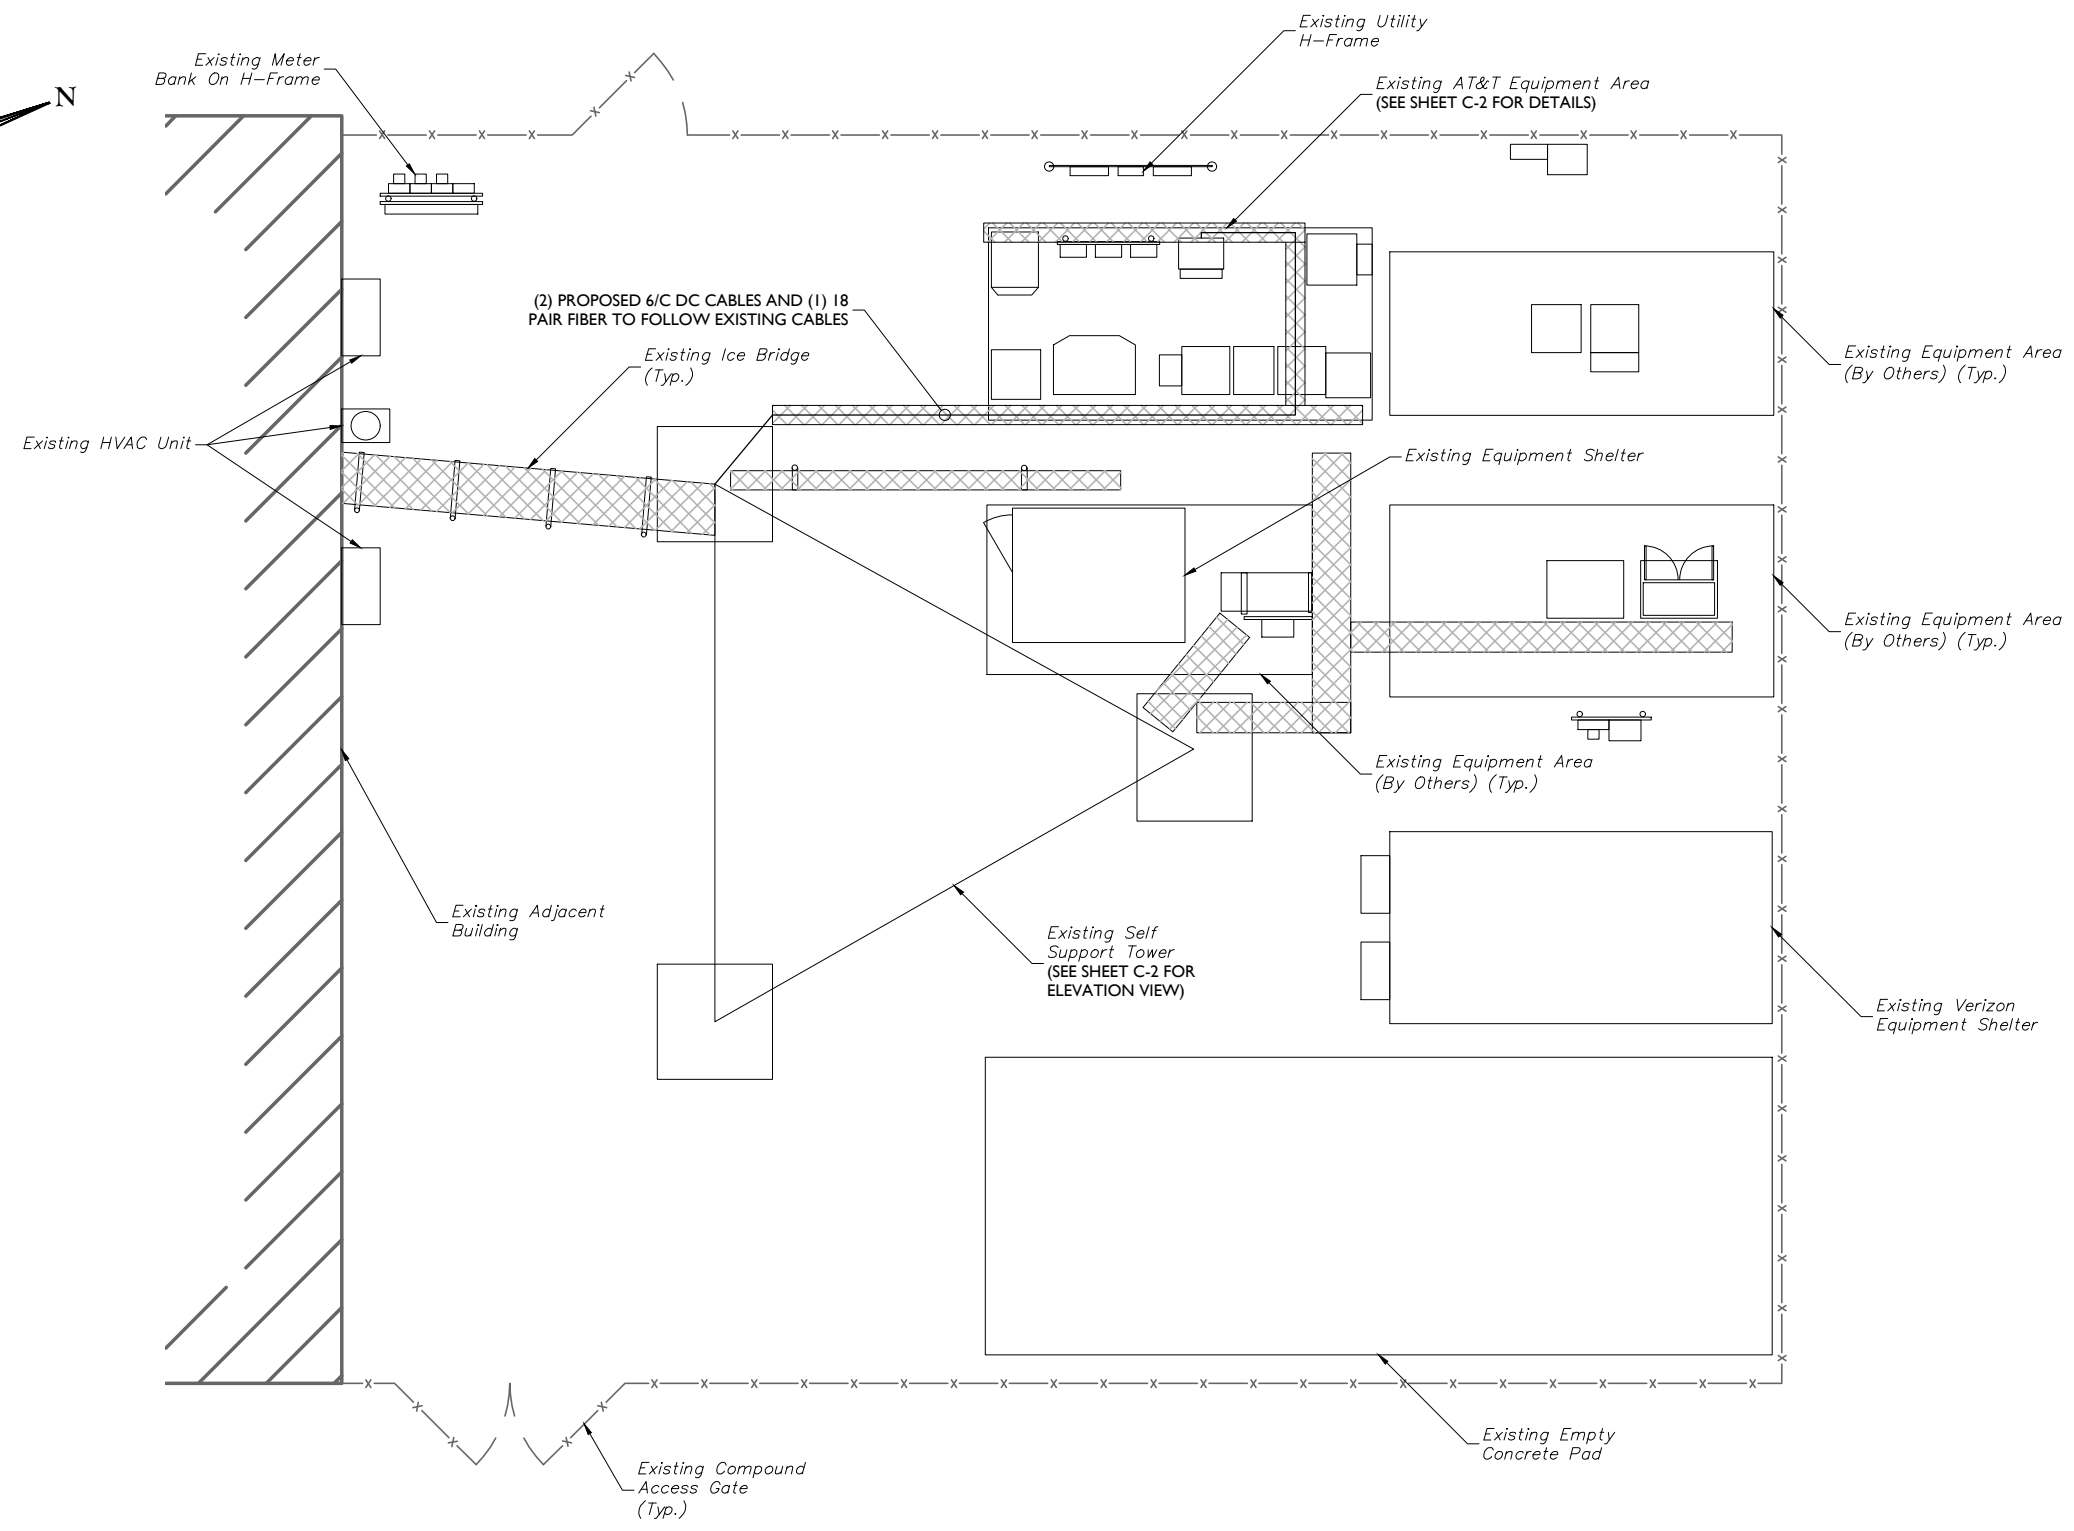 Existing Utility
H-Frame
Existing Meter
Bank On H-Frame
Existing AT&T Equipment Area
(SEE SHEET C-2 FOR DETAILS)
N
(2) PROPOSED 6/C DC CABLES AND (1) 18
PAIR FIBER TO FOLLOW EXISTING CABLES
Existing Ice Bridge
(Typ.)
Existing Equipment Area
(By Others) (Typ.)
Existing HVAC Unit
Existing Equipment Shelter
Existing Equipment Area
(By Others) (Typ.)
Existing Equipment Area
(By Others) (Typ.)
Existing Adjacent
Building
Existing Self
Support Tower
(SEE SHEET C-2 FOR
ELEVATION VIEW)
Existing Verizon
Equipment Shelter
Existing Empty
Concrete Pad
Existing Compound
Access Gate
(Typ.)